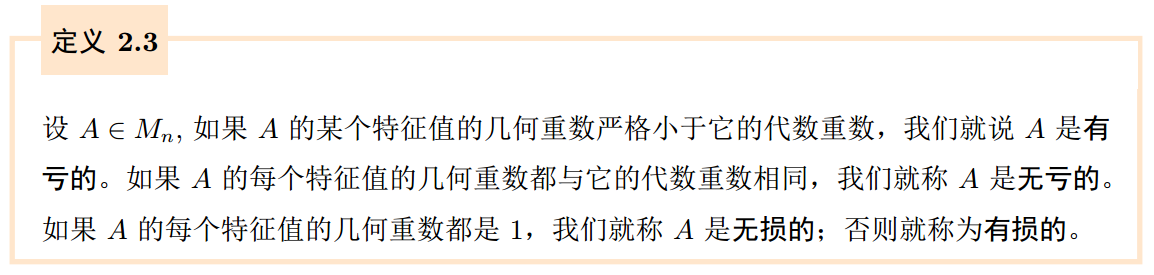 定义 2.3
设 A ∈ Mn, 如果 A 的某个特征值的几何重数严格小于它的代数重数，我们就说 A 是有
亏的。如果 A 的每个特征值的几何重数都与它的代数重数相同，我们就称 A 是无亏的。
如果 A 的每个特征值的几何重数都是 1，我们就称 A 是无损的；否则就称为有损的。